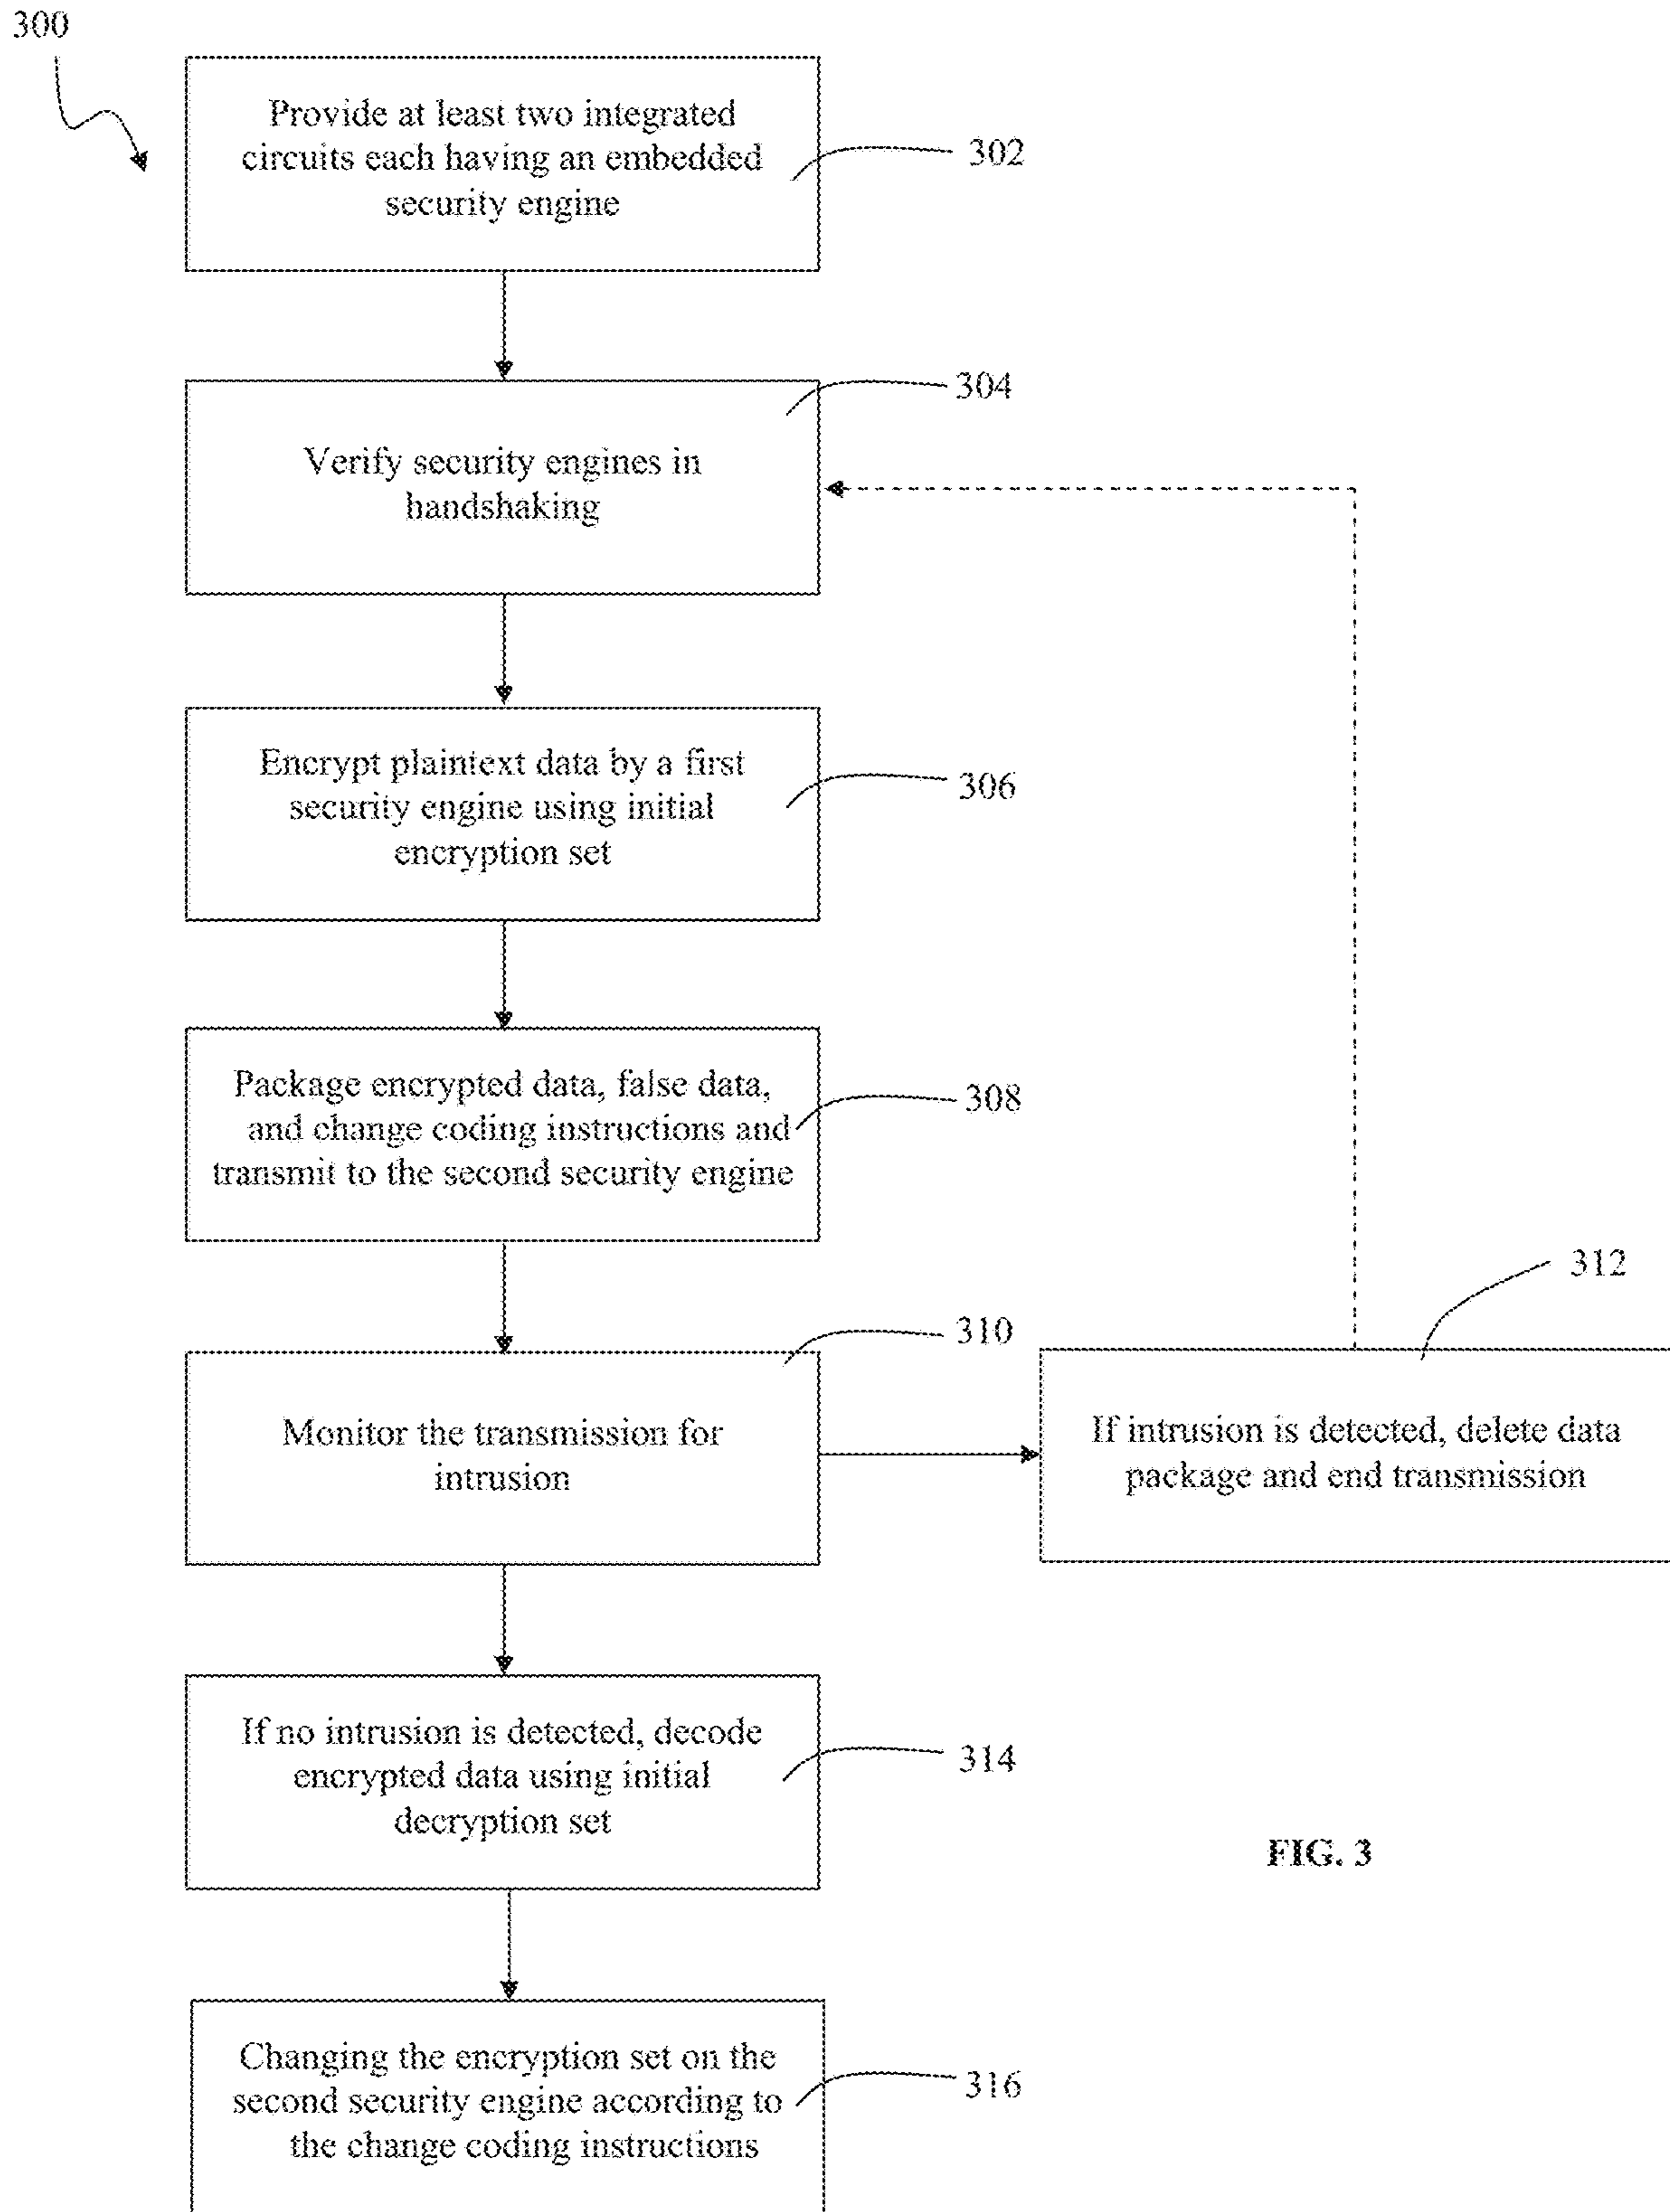 300
Provide at least two integrated
circuits each having an embedded
security engine
302
304
Verify security engines in
handshaking
Encrypt plaintext data by a first
security engine using initial
encryption set
306
Package encrypted data, false data,
and change coding instructions and
transmit to the second security engine
308
310
Monitor the transmission for
intrusion
312
If intrusion is detected, delete data
package and end transmission
If no intrusion is detected, decode
encrypted data using initial
decryption set
314
FIG. 3
Changing the encryption set on the
second security engine according to
the change coding instructions
316